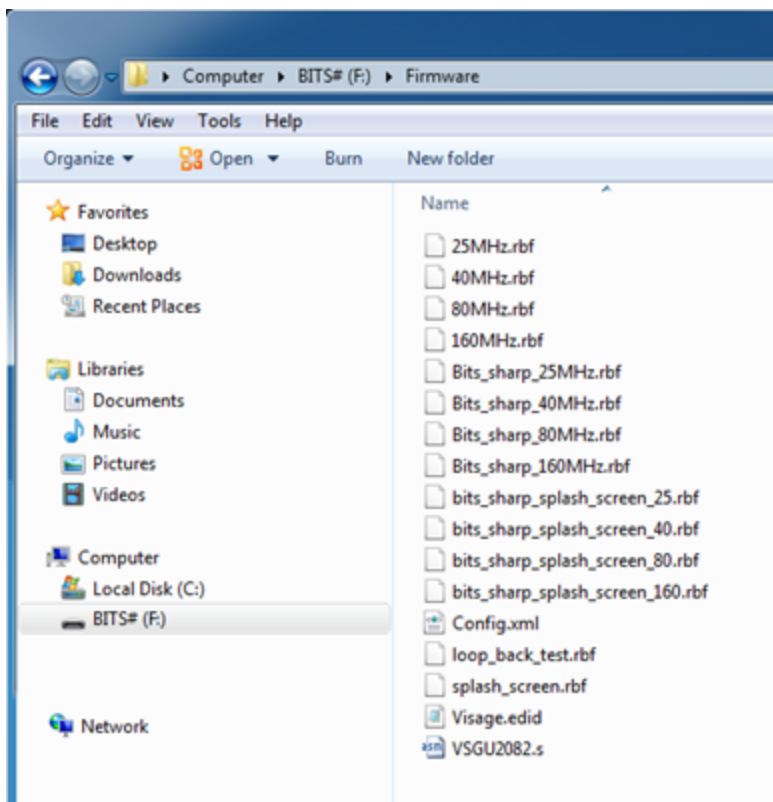 Computer BITS# (F:) Firmware
File Edit View Tools Help
Organize Open Burn New folder
Favorites
Desktop
Downloads
Recent Places
Libraries
Documents
Music
Pictures
Videos
Computer
Local Disk (C:)
BITS# (F:)
Network
Name
25MHz.rbf
40MHz.rbf
80MHz.rbf
160MHz.rbf
Bits_sharp_25MHz.rbf
Bits_sharp_40MHz.rbf
Bits_sharp_80MHz.rbf
Bits_sharp_160MHz.rbf
bits_sharp_splash_screen_25.rbf
bits_sharp_splash_screen_40.rbf
bits_sharp_splash_screen_80.rbf
bits_sharp_splash_screen_160.rbf
Config.xml
loop_back_test.rbf
splash_screen.rbf
Visage.edid
asm VSGU2082.s